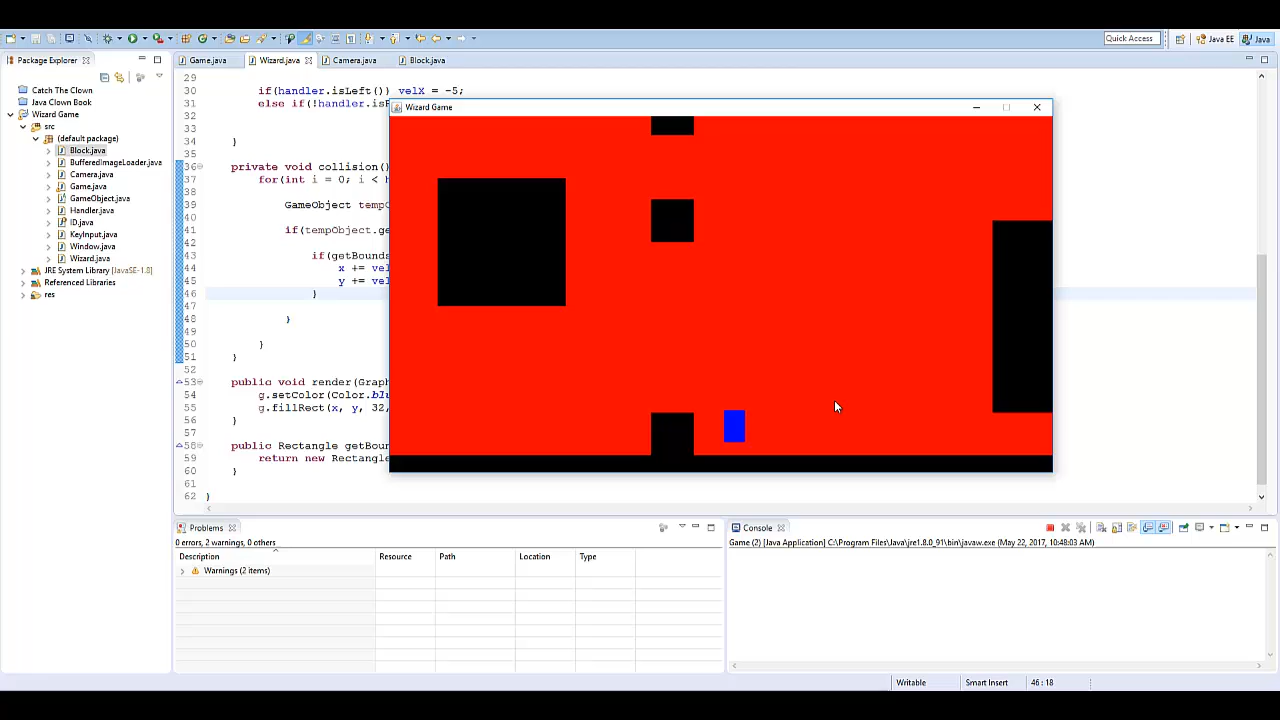 Quick Access
Java EE
Java
Package Explorer
Game.java
Wizard.java
Camera.java
Block.java
Catch The Clown
Java Clown Book
Wizard Game
src
(default package)
Block.java
BufferedImageLoader.java
Camera.java
Game.java
GameObject.java
Handler.java
ID.java
KeyInput.java
Window.java
Wizard.java
JRE System Library [JavaSE-1.8]
Referenced Libraries
res
29
30 if(handler.isLeft()) velX = -5;
31 else if(!handler.isR
32
33
34 }
35
36 private void collision()
37 for(int i = 0; i < h
38
39 GameObject tempO
40
41 if(tempObject.ge
42
43 if(getBounds
44 x += vel
45 y += vel
46 }
47
48 }
49
50 }
51 }
52
53 public void render(Graph
54 g.setColor(Color.blu
55 g.fillRect(x, y, 32,
56 }
57
58 public Rectangle getBoun
59 return new Rectangle
60 }
61
62 }
Wizard Game
Problems
0 errors, 2 warnings, 0 others
Description Resource Path Location Type
Warnings (2 items)
Console
Game (2) [Java Application] C:\Program Files\Java\jre1.8.0_91\bin\javaw.exe (May 22, 2017, 10:48:03 AM)
Writable Smart Insert 46 : 18